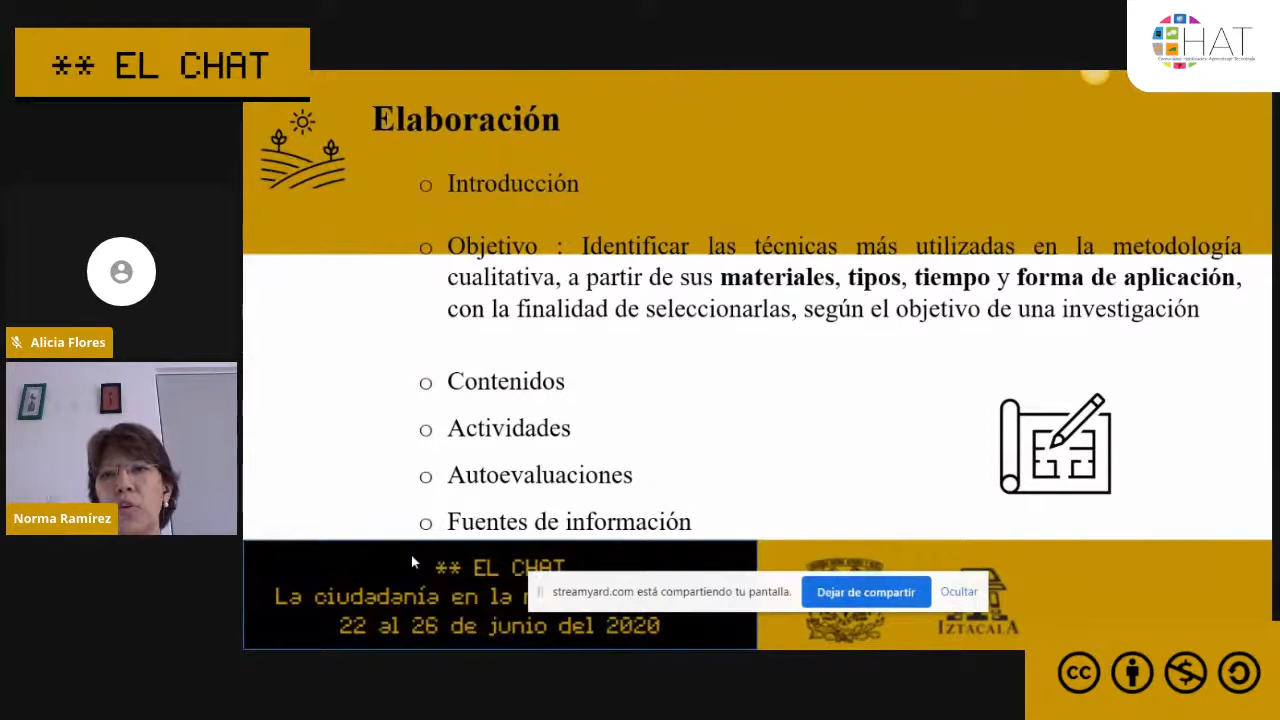 ** EL CHAT
HAT
Elaboración
o Introducción
o Objetivo : Identificar las técnicas más utilizadas en la metodología
cualitativa, a partir de sus materiales, tipos, tiempo y forma de aplicación,
con la finalidad de seleccionarlas, según el objetivo de una investigación
Alicia Flores
o Contenidos
o Actividades
o Autoevaluaciones
o Fuentes de información
Norma Ramírez
** EL CHAT
La ciudadanía en la
22 al 26 de junio del 2020
streamyard.com está compartiendo tu pantalla.
Dejar de compartir
Ocultar
IZTACALA
cc